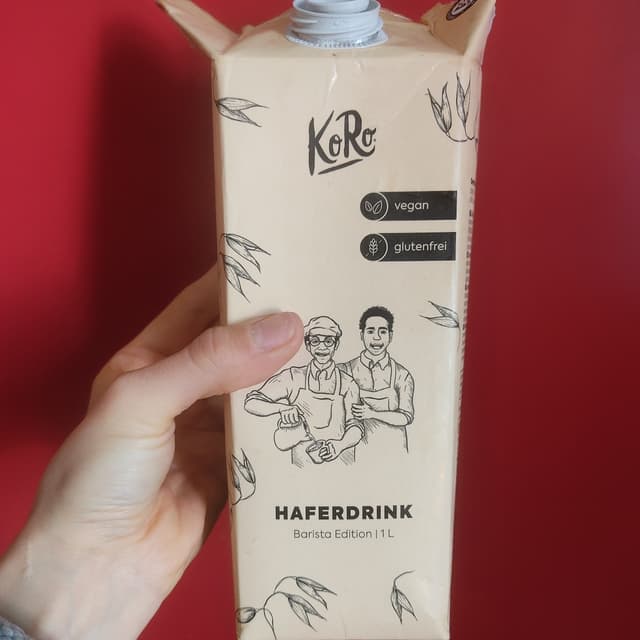 KoRo
vegan
glutenfrei
HAFERDRINK
Barista Edition | 1 L